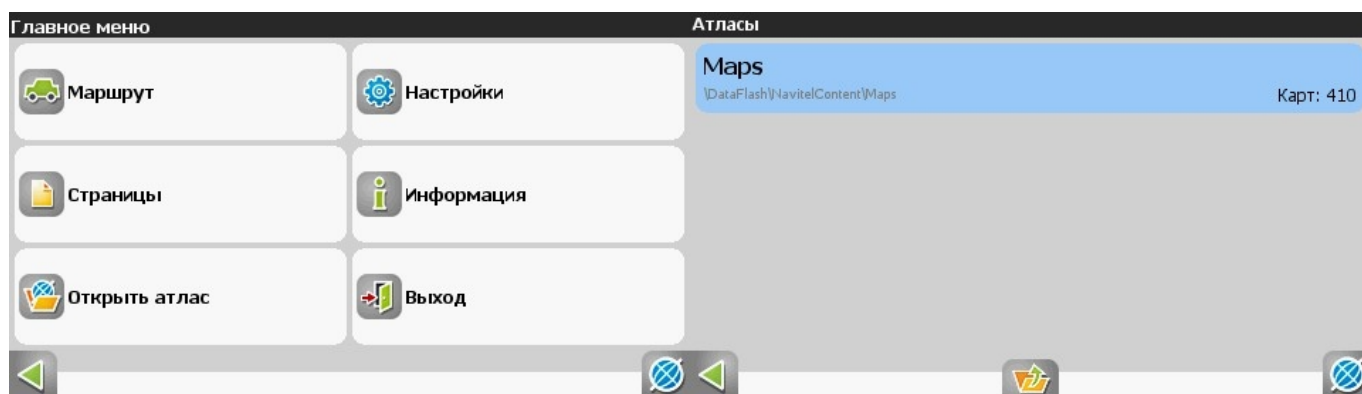 Главное меню
Маршрут
Настройки
Страницы
Информация
Открыть атлас
Выход
Атласы
Maps
\DataFlash\NavitelContent\Maps
Карт: 410